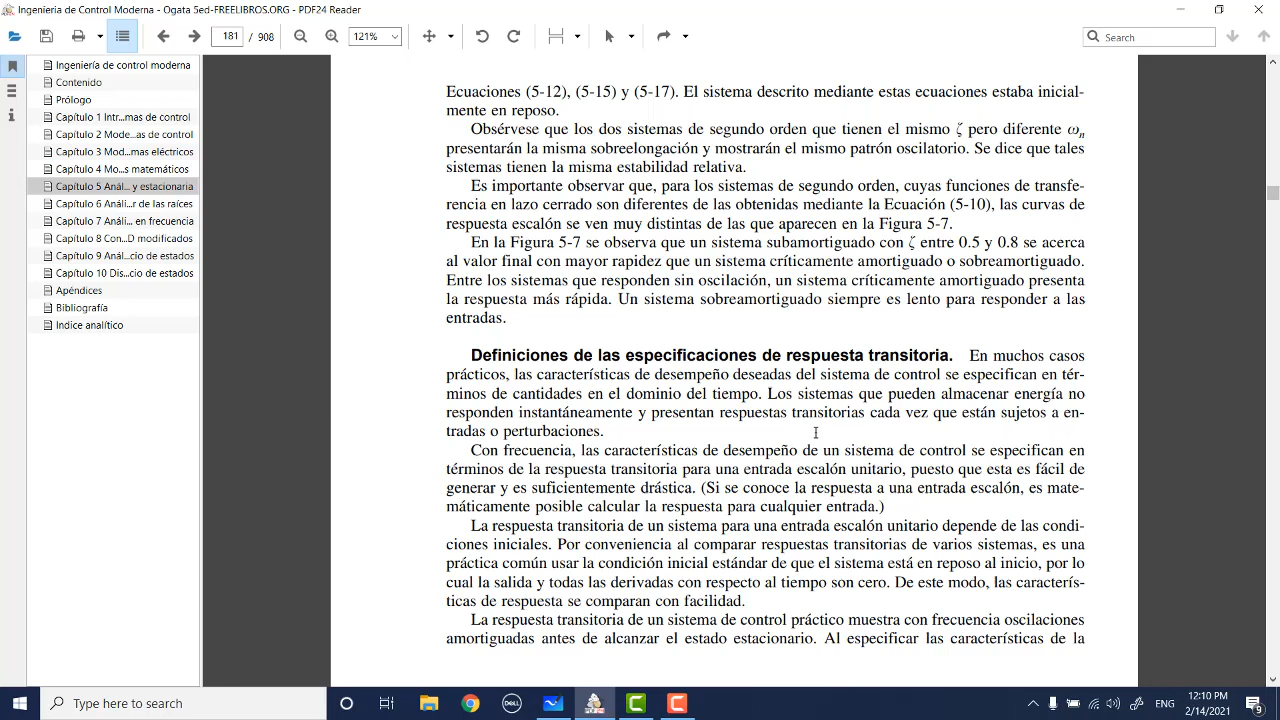 Ingeniería de Control Moderna - Ogata 5ed-FREELIBROS.ORG - PDF24 Reader
181 / 908
121%
Search
Ingeniería de control moderna
Contenido
Prólogo
Capítulo 1 Intr...mas de control
Capítulo 2 Mode...as de control
Capítulo 3 Mod...mas eléctricos
Capítulo 4 Mo...s matemáticos
Capítulo 5 Anál... y estacionaria
Capítulo 6 Análi...r de las raíces
Capítulo 7 Análi... en frecuencia
Capítulo 8 Con...D modificados
Capítulo 9 Anál...cio de estados
Capítulo 10 Dis...cio de estados
Apéndices
Bibliografía
Indice analítico
Ecuaciones (5-12), (5-15) y (5-17). El sistema descrito mediante estas ecuaciones estaba inicial-
mente en reposo.
Obsérvese que los dos sistemas de segundo orden que tienen el mismo ζ pero diferente ωn
presentarán la misma sobreelongación y mostrarán el mismo patrón oscilatorio. Se dice que tales
sistemas tienen la misma estabilidad relativa.
Es importante observar que, para los sistemas de segundo orden, cuyas funciones de transfe-
rencia en lazo cerrado son diferentes de las obtenidas mediante la Ecuación (5-10), las curvas de
respuesta escalón se ven muy distintas de las que aparecen en la Figura 5-7.
En la Figura 5-7 se observa que un sistema subamortiguado con ζ entre 0.5 y 0.8 se acerca
al valor final con mayor rapidez que un sistema críticamente amortiguado o sobreamortiguado.
Entre los sistemas que responden sin oscilación, un sistema críticamente amortiguado presenta
la respuesta más rápida. Un sistema sobreamortiguado siempre es lento para responder a las
entradas.
Definiciones de las especificaciones de respuesta transitoria. En muchos casos
prácticos, las características de desempeño deseadas del sistema de control se especifican en tér-
minos de cantidades en el dominio del tiempo. Los sistemas que pueden almacenar energía no
responden instantáneamente y presentan respuestas transitorias cada vez que están sujetos a en-
tradas o perturbaciones.
Con frecuencia, las características de desempeño de un sistema de control se especifican en
términos de la respuesta transitoria para una entrada escalón unitario, puesto que esta es fácil de
generar y es suficientemente drástica. (Si se conoce la respuesta a una entrada escalón, es mate-
máticamente posible calcular la respuesta para cualquier entrada.)
La respuesta transitoria de un sistema para una entrada escalón unitario depende de las condi-
ciones iniciales. Por conveniencia al comparar respuestas transitorias de varios sistemas, es una
práctica común usar la condición inicial estándar de que el sistema está en reposo al inicio, por lo
cual la salida y todas las derivadas con respecto al tiempo son cero. De este modo, las caracterís-
ticas de respuesta se comparan con facilidad.
La respuesta transitoria de un sistema de control práctico muestra con frecuencia oscilaciones
amortiguadas antes de alcanzar el estado estacionario. Al especificar las características de la
Type here to search
DELL
ENG
12:10 PM
2/14/2021
9